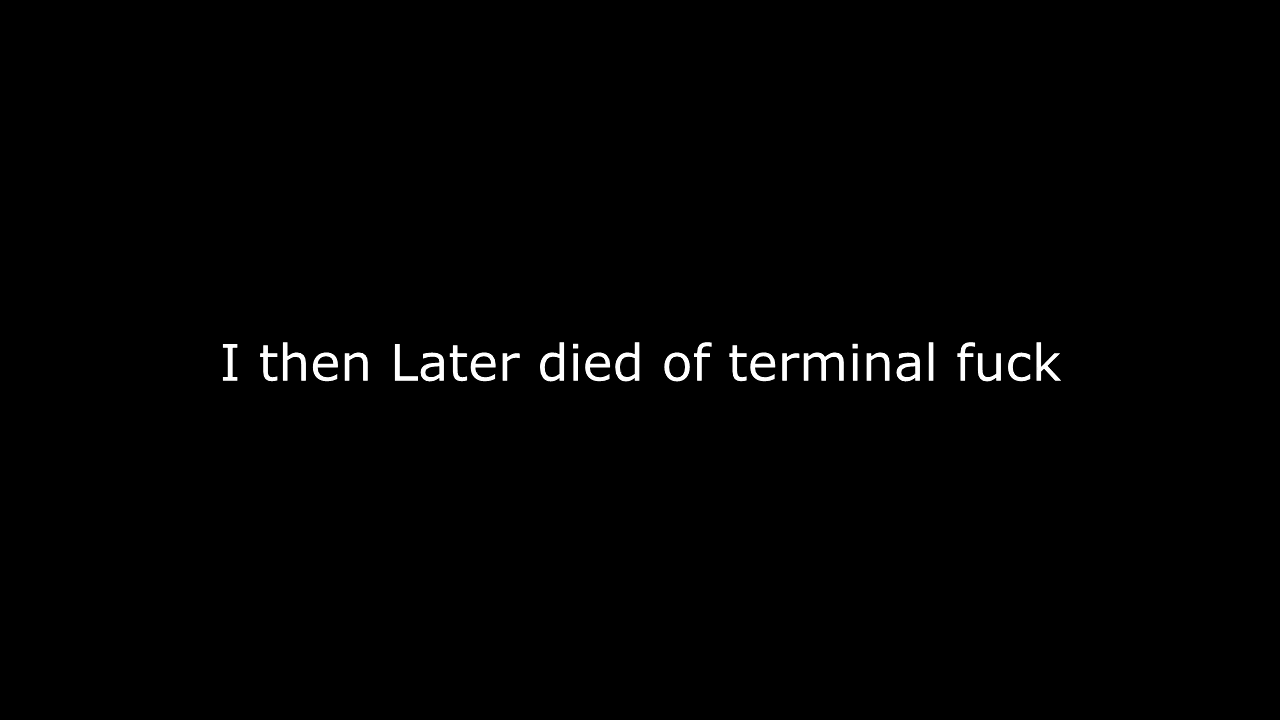 I then Later died of terminal fuck